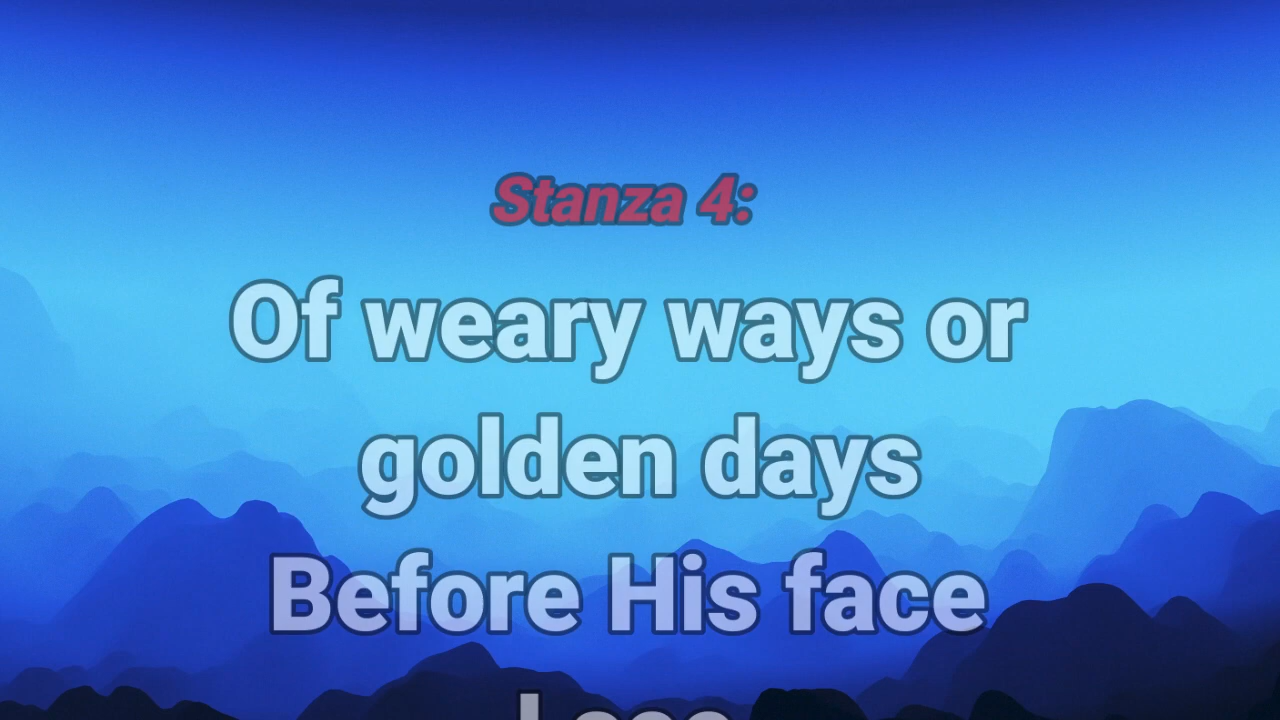 Stanza 4:
Of weary ways or
golden days
Before His face